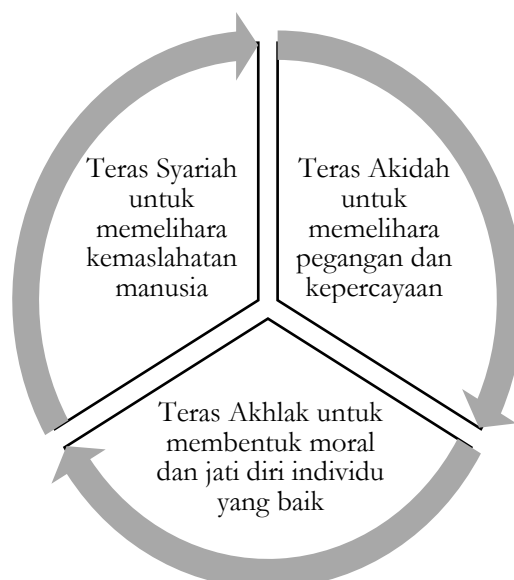 Teras Syariah
untuk
memelihara
kemaslahatan
manusia
Teras Akidah
untuk
memelihara
pegangan dan
kepercayaan
Teras Akhlak untuk
membentuk moral
dan jati diri individu
yang baik